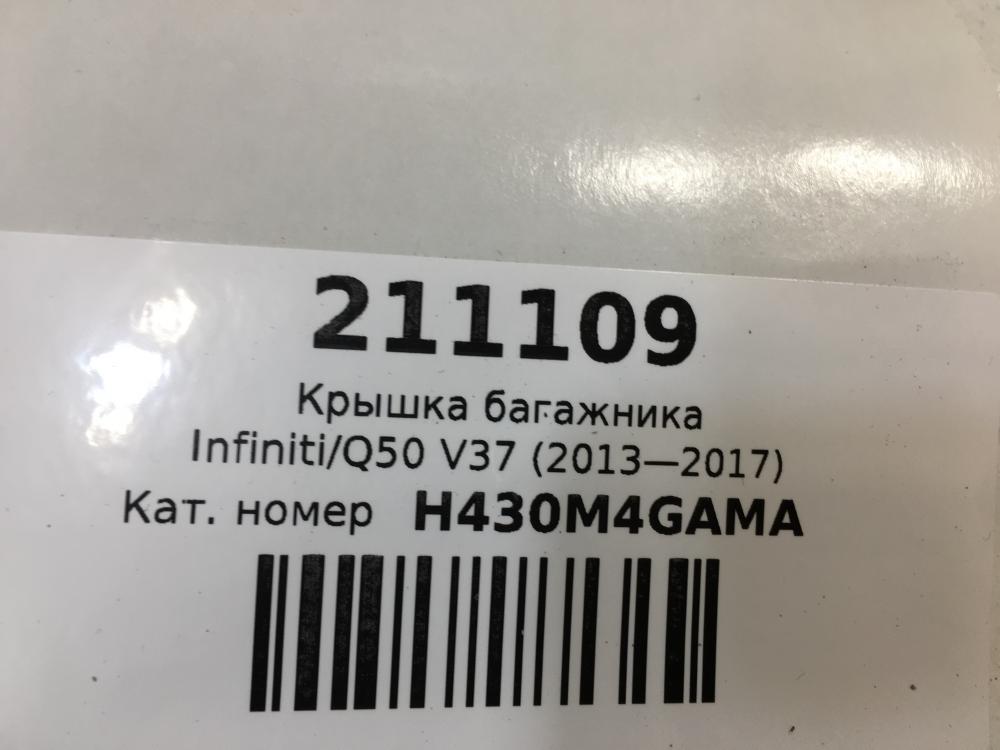 211109
Крышка багажника
Infiniti/Q50 V37 (2013—2017)
Кат. номер H430M4GAMA